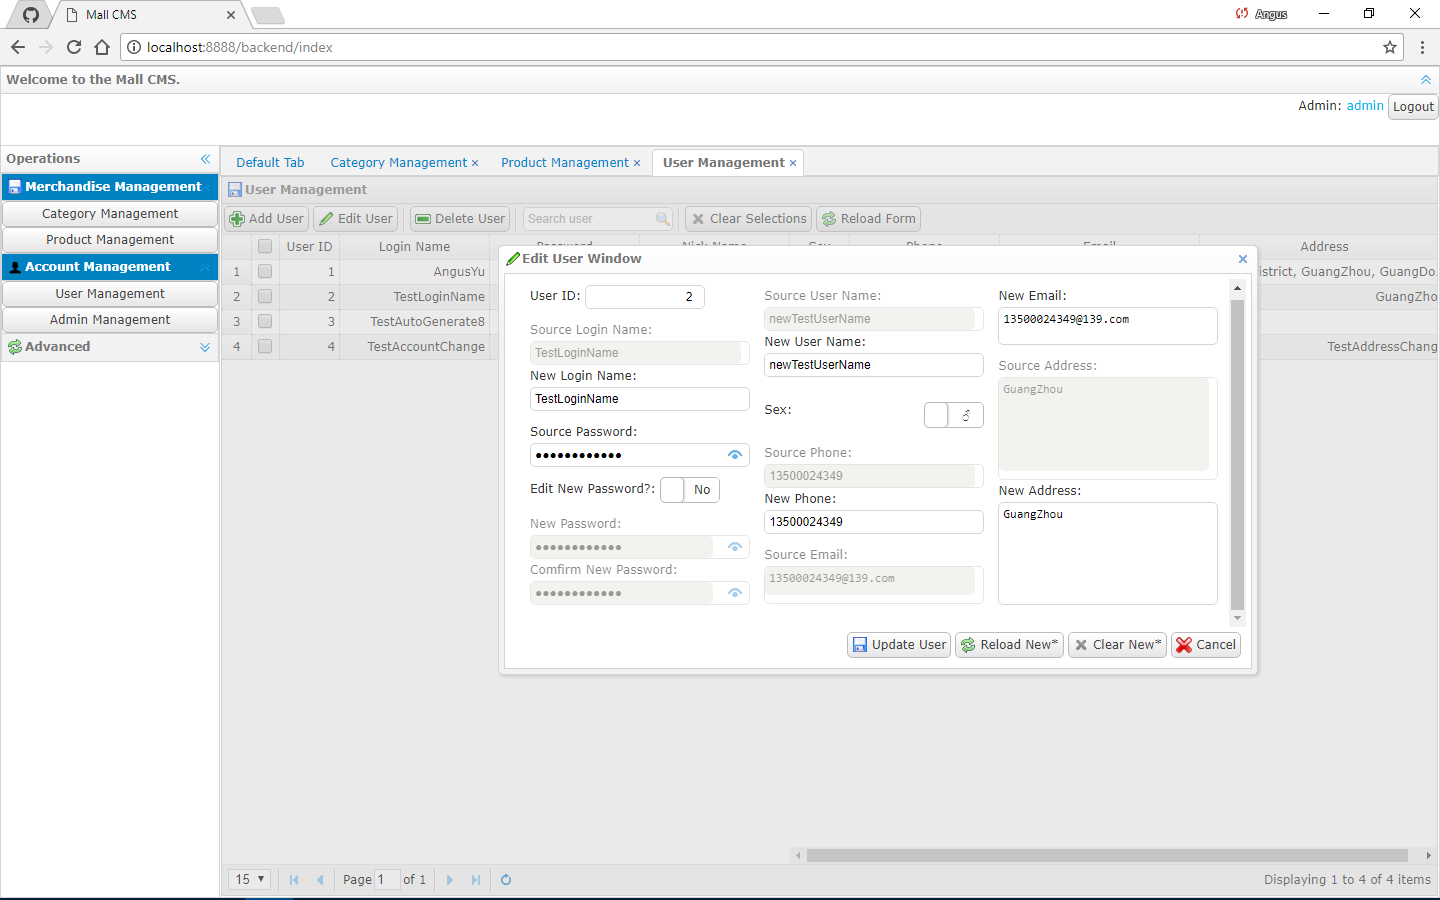 Mall CMS
Angus
localhost:8888/backend/index
Welcome to the Mall CMS.
Admin: admin Logout
Operations
Merchandise Management
Category Management
Product Management
Account Management
User Management
Admin Management
Advanced
Default Tab Category Management × Product Management × User Management ×
User Management
Add User Edit User Delete User Search user Clear Selections Reload Form
User ID Login Name Password Nick Name Sex Phone Email Address
1 1 AngusYu istrict, GuangZhou, GuangDo
2 2 TestLoginName GuangZho
3 3 TestAutoGenerate8
4 4 TestAccountChange TestAddressChang
Edit User Window
User ID: 2
Source Login Name:
TestLoginName
New Login Name:
TestLoginName
Source Password:
●●●●●●●●●●●●
Edit New Password?: No
New Password:
●●●●●●●●●●●●
Comfirm New Password:
●●●●●●●●●●●●
Source User Name:
newTestUserName
New User Name:
newTestUserName
Sex: ♂
Source Phone:
13500024349
New Phone:
13500024349
Source Email:
13500024349@139.com
New Email:
13500024349@139.com
Source Address:
GuangZhou
New Address:
GuangZhou
Update User Reload New* Clear New* Cancel
15 Page 1 of 1 Displaying 1 to 4 of 4 items